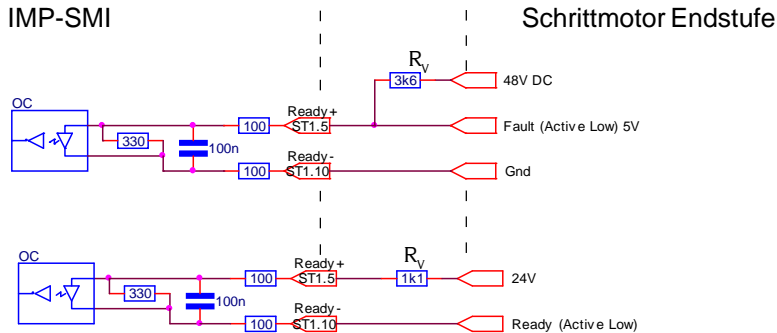 IMP-SMI
Schrittmotor Endstufe
RV
3k6
48V DC
OC
Ready+
100
ST1.5
Fault (Active Low) 5V
330
100n
Ready-
100
ST1.10
Gnd
OC
Ready+
RV
100
ST1.5
1k1
24V
330
100n
Ready-
100
ST1.10
Ready (Active Low)